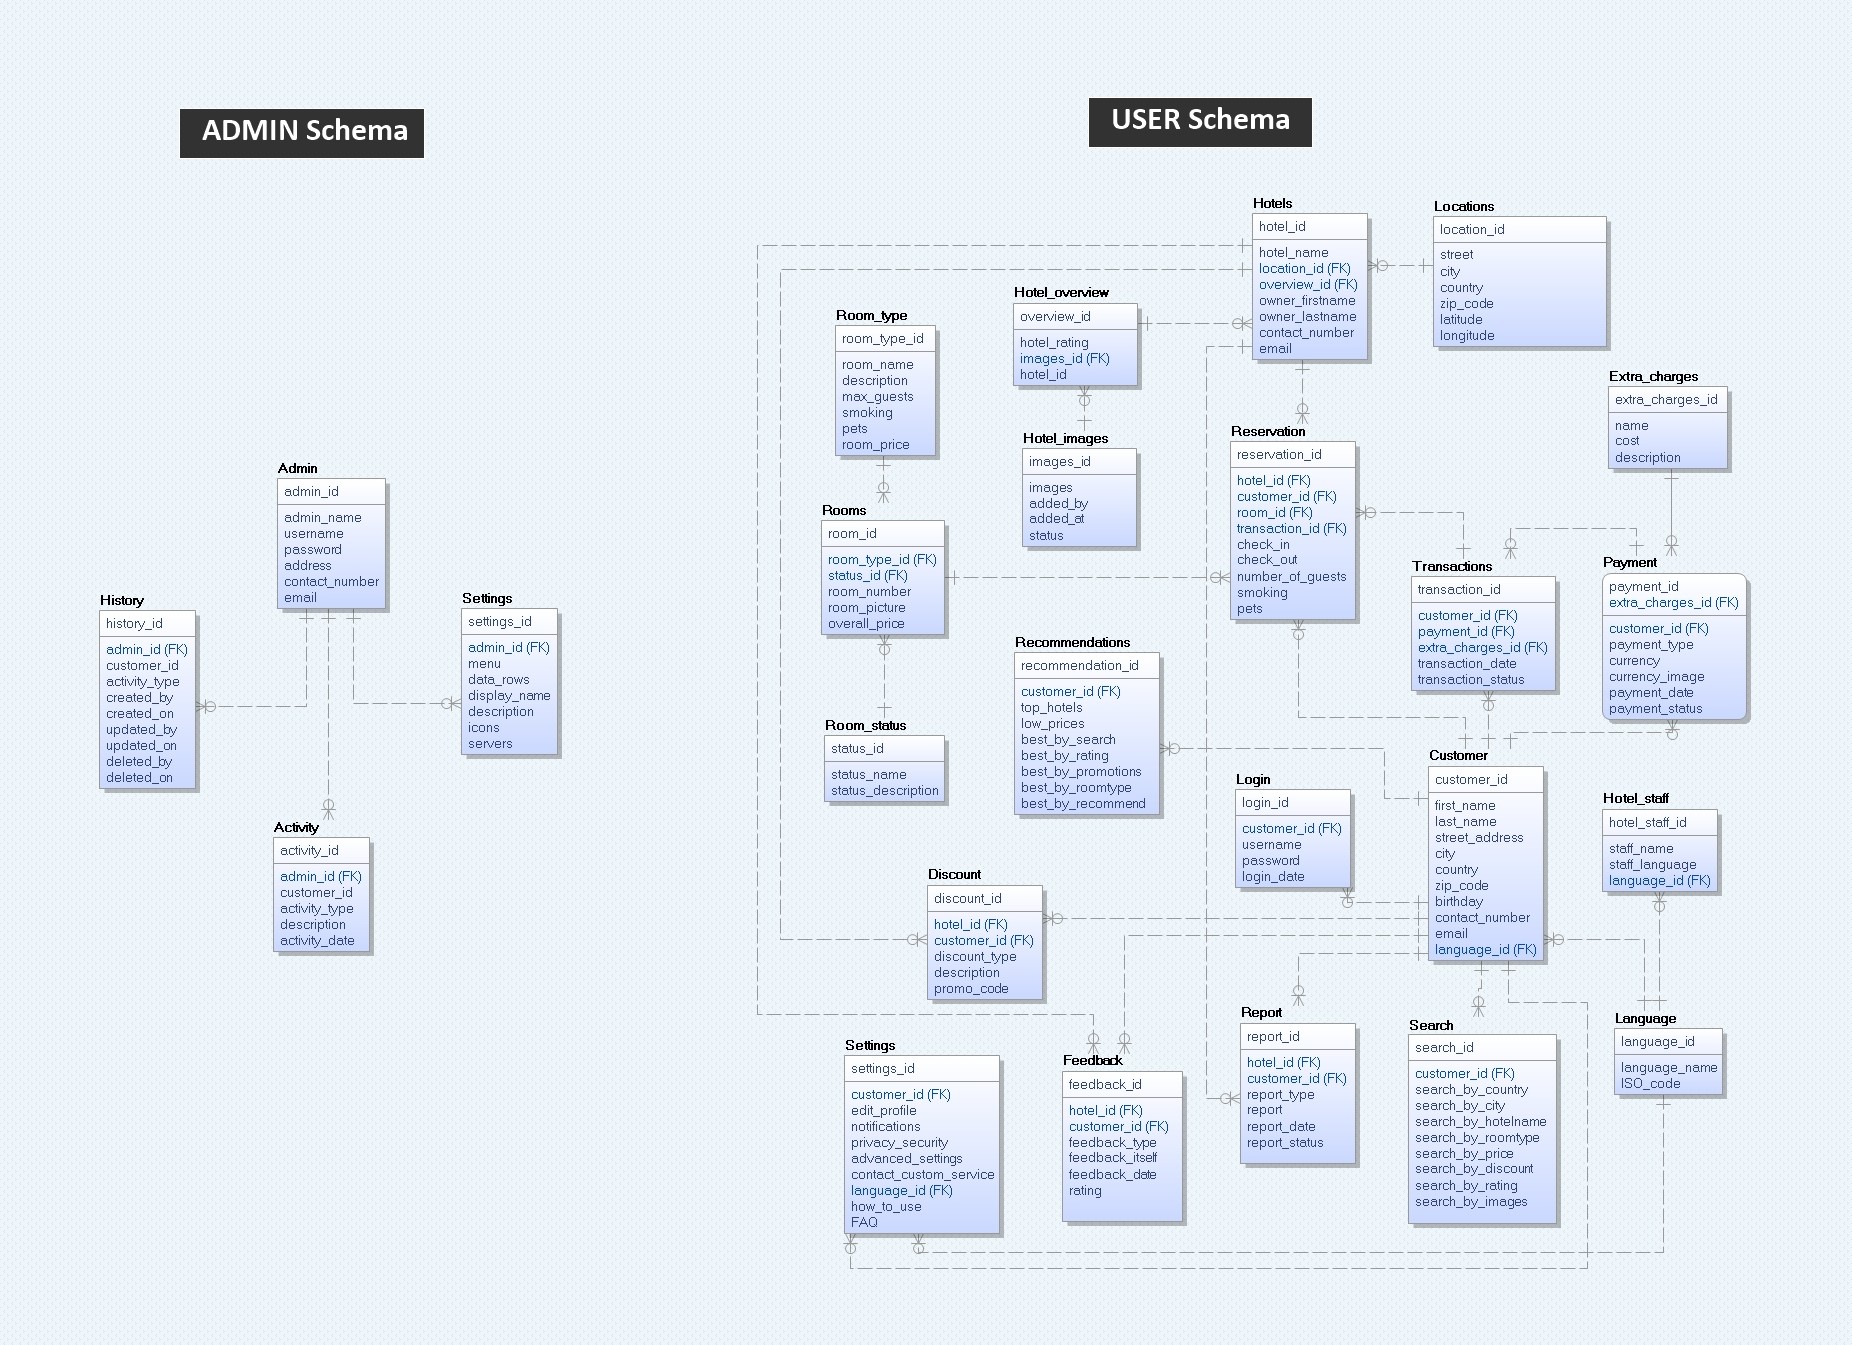 ADMIN Schema
USER Schema
Admin
admin_id
admin_name
username
password
address
contact_number
email
History
history_id
admin_id (FK)
customer_id
activity_type
created_by
created_on
updated_by
updated_on
deleted_by
deleted_on
Settings
settings_id
admin_id (FK)
menu
data_rows
display_name
description
icons
servers
Activity
activity_id
admin_id (FK)
customer_id
activity_type
description
activity_date
Hotels
hotel_id
hotel_name
location_id (FK)
overview_id (FK)
owner_firstname
owner_lastname
contact_number
email
Locations
location_id
street
city
country
zip_code
latitude
longitude
Hotel_overview
overview_id
hotel_rating
images_id (FK)
hotel_id
Room_type
room_type_id
room_name
description
max_guests
smoking
pets
room_price
Hotel_images
images_id
images
added_by
added_at
status
Extra_charges
extra_charges_id
name
cost
description
Reservation
reservation_id
hotel_id (FK)
customer_id (FK)
room_id (FK)
transaction_id (FK)
check_in
check_out
number_of_guests
smoking
pets
Rooms
room_id
room_type_id (FK)
status_id (FK)
room_number
room_picture
overall_price
Transactions
transaction_id
customer_id (FK)
payment_id (FK)
extra_charges_id (FK)
transaction_date
transaction_status
Payment
payment_id
extra_charges_id (FK)
customer_id (FK)
payment_type
currency
currency_image
payment_date
payment_status
Recommendations
recommendation_id
customer_id (FK)
top_hotels
low_prices
best_by_search
best_by_rating
best_by_promotions
best_by_roomtype
best_by_recommend
Room_status
status_id
status_name
status_description
Login
login_id
customer_id (FK)
username
password
login_date
Customer
customer_id
first_name
last_name
street_address
city
country
zip_code
birthday
contact_number
email
language_id (FK)
Hotel_staff
hotel_staff_id
staff_name
staff_language
language_id (FK)
Discount
discount_id
hotel_id (FK)
customer_id (FK)
discount_type
description
promo_code
Settings
settings_id
customer_id (FK)
edit_profile
notifications
privacy_security
advanced_settings
contact_custom_service
language_id (FK)
how_to_use
FAQ
Feedback
feedback_id
hotel_id (FK)
customer_id (FK)
feedback_type
feedback_itself
feedback_date
rating
Report
report_id
hotel_id (FK)
customer_id (FK)
report_type
report
report_date
report_status
Search
search_id
customer_id (FK)
search_by_country
search_by_city
search_by_hotelname
search_by_roomtype
search_by_price
search_by_discount
search_by_rating
search_by_images
Language
language_id
language_name
ISO_code